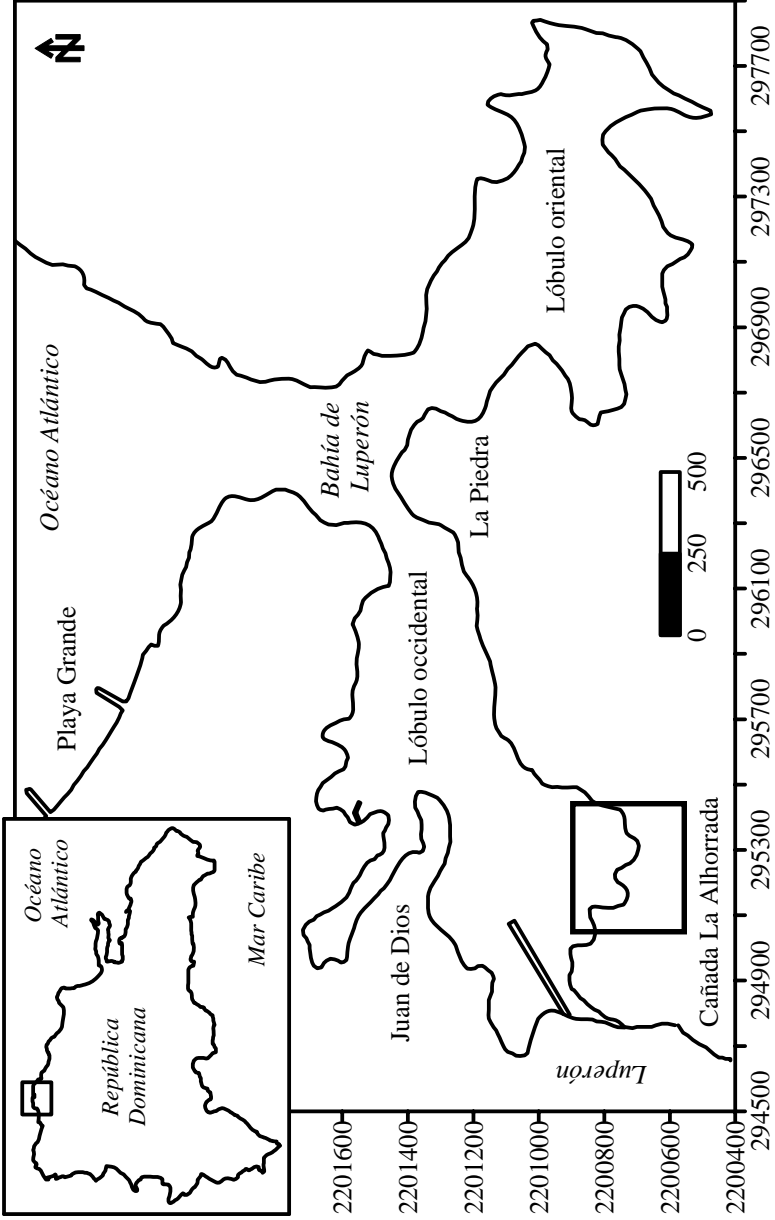 Océano
Atlántico
República
Dominicana
Mar Caribe
Playa Grande
Océano Atlántico
N
Bahía de
Luperón
Juan de Dios
Lóbulo occidental
La Piedra
Lóbulo oriental
Luperón
Cañada La Alhorrada
0 250 500
2201600
2201400
2201200
2201000
2200800
2200600
2200400
294500 294900 295300 295700 296100 296500 296900 297300 297700